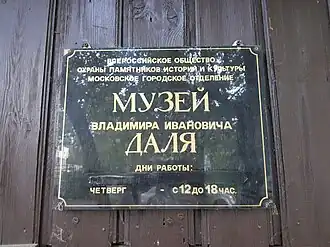 ВСЕРОССИЙСКОЕ ОБЩЕСТВО
ОХРАНЫ ПАМЯТНИКОВ ИСТОРИИ И КУЛЬТУРЫ
МОСКОВСКОЕ ГОРОДСКОЕ ОТДЕЛЕНИЕ
МУЗЕЙ
ВЛАДИМИРА ИВАНОВИЧА
ДАЛЯ
ДНИ РАБОТЫ:
ЧЕТВЕРГ - С 12 ДО 18 ЧАС.